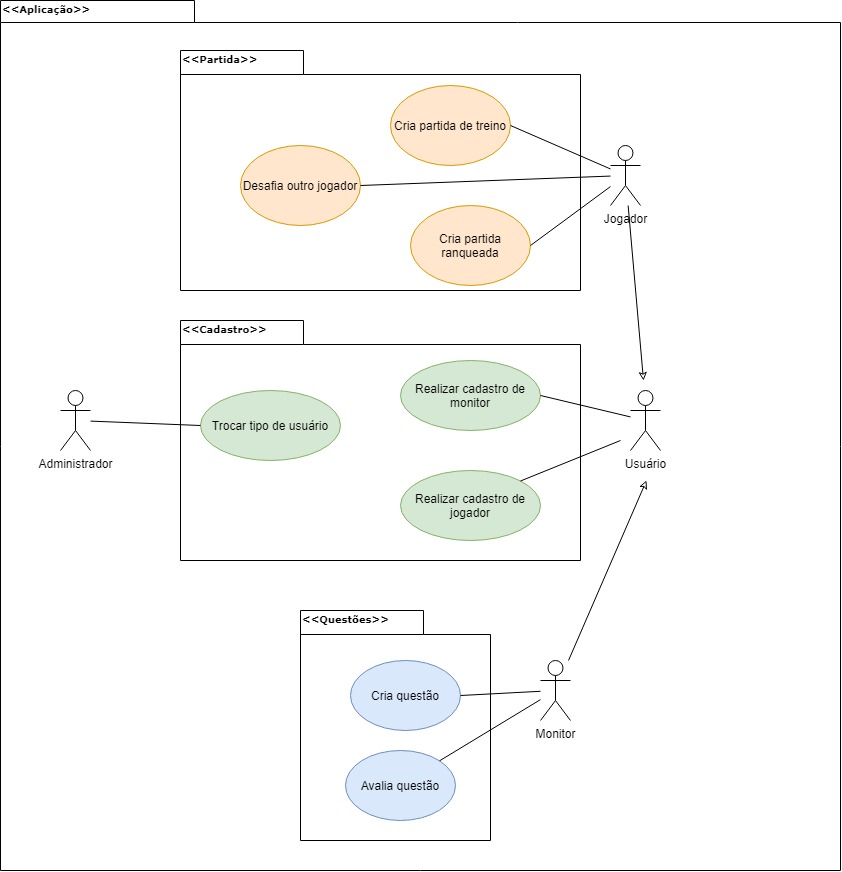 <<Aplicação>>
<<Partida>>
Cria partida de treino
Desafia outro jogador
Cria partida
ranqueada
Jogador
<<Cadastro>>
Trocar tipo de usuário
Realizar cadastro de
monitor
Realizar cadastro de
jogador
Administrador
Usuário
<<Questões>>
Cria questão
Avalia questão
Monitor